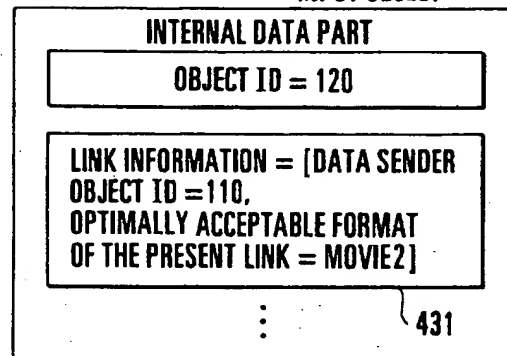 INTERNAL DATA PART
OBJECT ID = 120
LINK INFORMATION = [DATA SENDER
OBJECT ID =110,
OPTIMALLY ACCEPTABLE FORMAT
OF THE PRESENT LINK = MOVIE2]
431